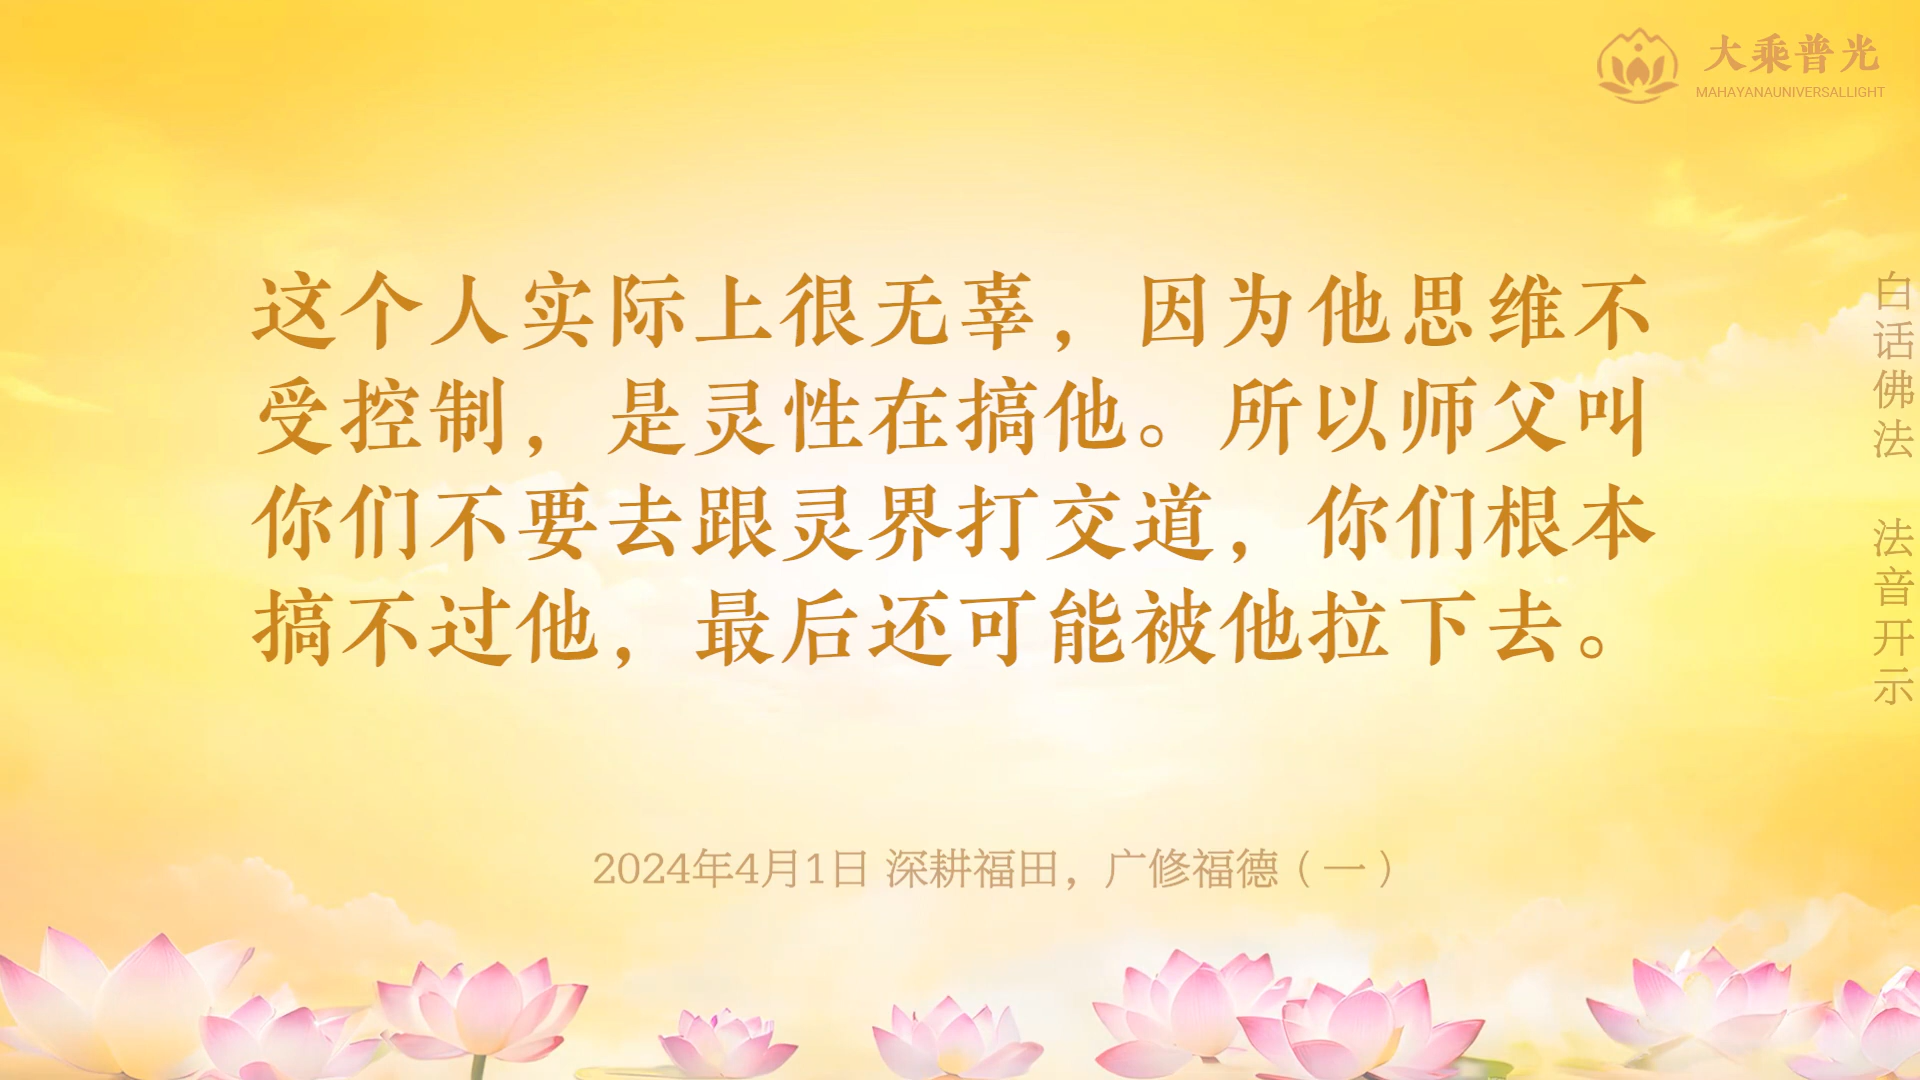 大乘普光
MAHAYANAUNIVERSALLIGHT
这个人实际上很无辜，因为他思维不
受控制，是灵性在搞他。所以师父叫
你们不要去跟灵界打交道，你们根本
搞不过他，最后还可能被他拉下去。
白话佛法 法音开示
2024年4月1日 深耕福田，广修福德（一）